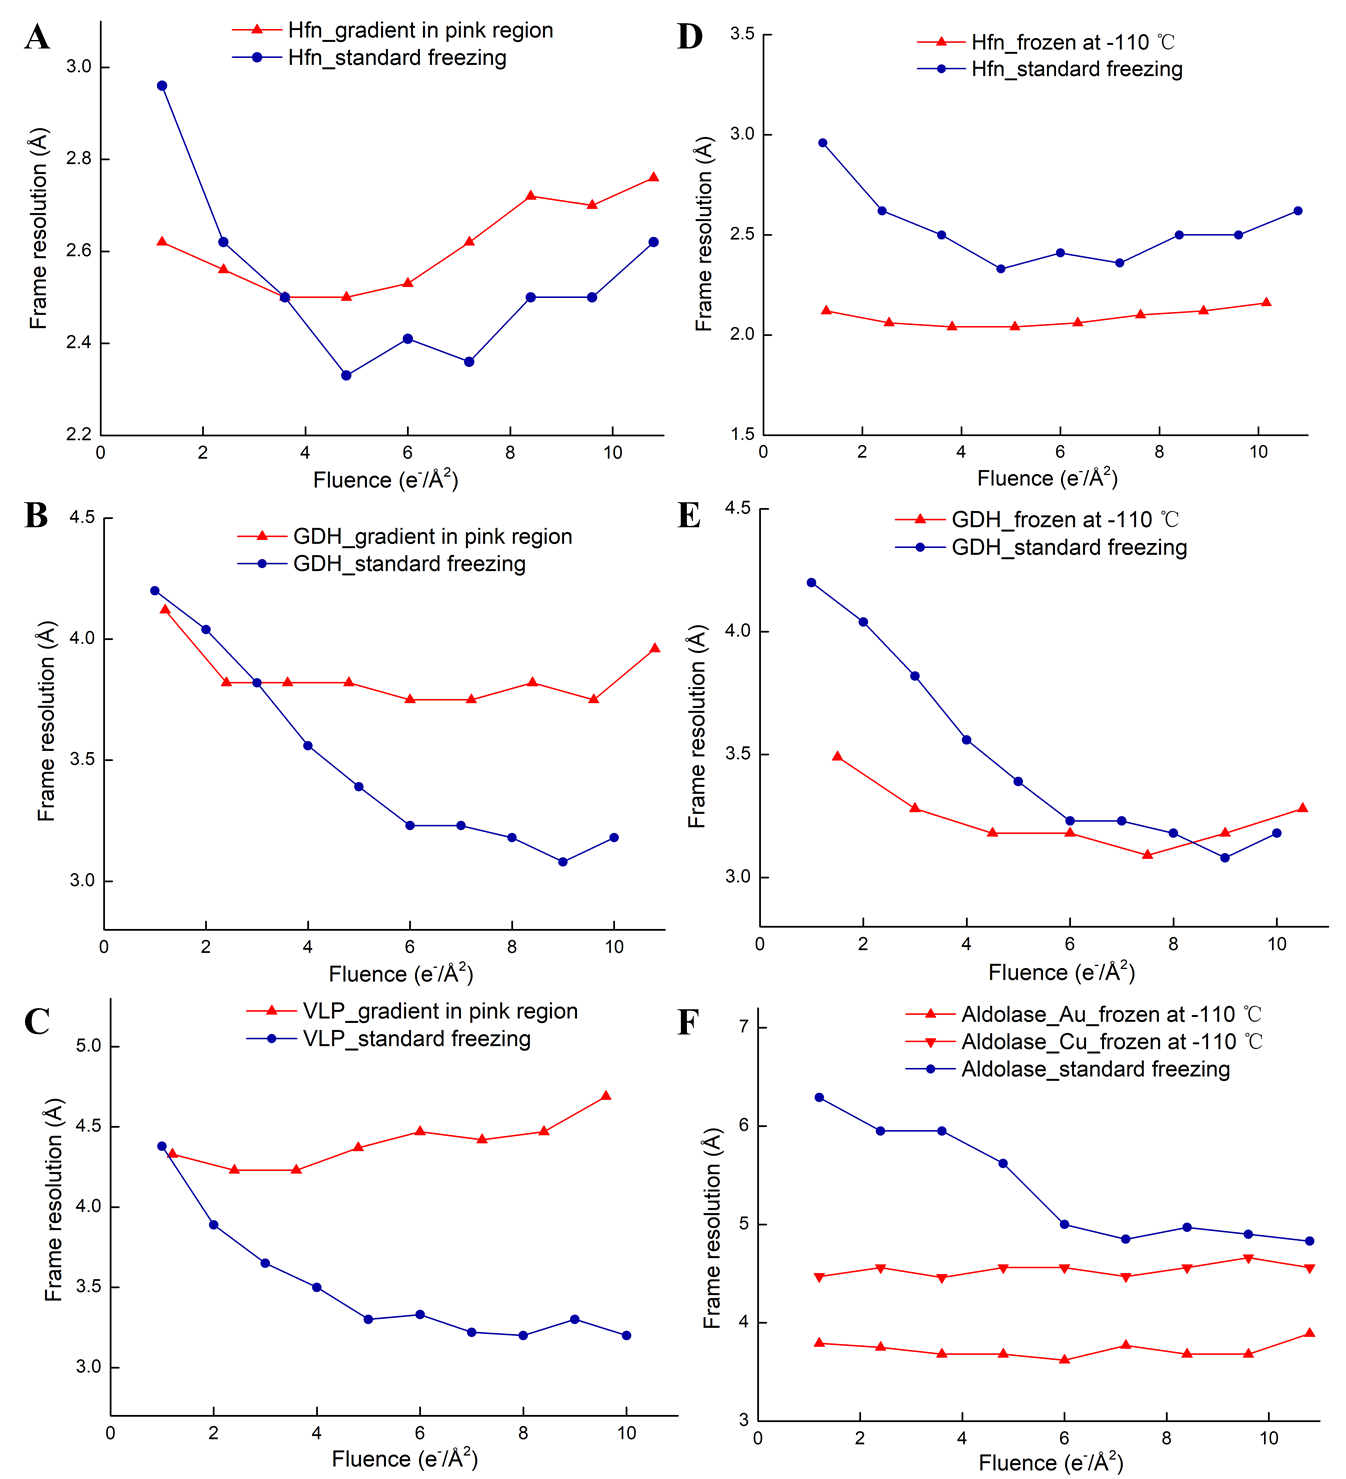 A
Hfn_gradient in pink region
Hfn_standard freezing
3.0
2.8
2.6
2.4
2.2
Frame resolution (Å)
0 2 4 6 8 10
Fluence (e⁻/Å²)
B
GDH_gradient in pink region
GDH_standard freezing
4.5
4.0
3.5
3.0
Frame resolution (Å)
0 2 4 6 8 10
Fluence (e⁻/Å²)
C
VLP_gradient in pink region
VLP_standard freezing
5.0
4.5
4.0
3.5
3.0
Frame resolution (Å)
0 2 4 6 8 10
Fluence (e⁻/Å²)
D
Hfn_frozen at -110 ℃
Hfn_standard freezing
3.5
3.0
2.5
2.0
1.5
Frame resolution (Å)
0 2 4 6 8 10
Fluence (e⁻/Å²)
E
GDH_frozen at -110 ℃
GDH_standard freezing
4.5
4.0
3.5
3.0
Frame resolution (Å)
0 2 4 6 8 10
Fluence (e⁻/Å²)
F
Aldolase_Au_frozen at -110 ℃
Aldolase_Cu_frozen at -110 ℃
Aldolase_standard freezing
7
6
5
4
3
Frame resolution (Å)
0 2 4 6 8 10
Fluence (e⁻/Å²)